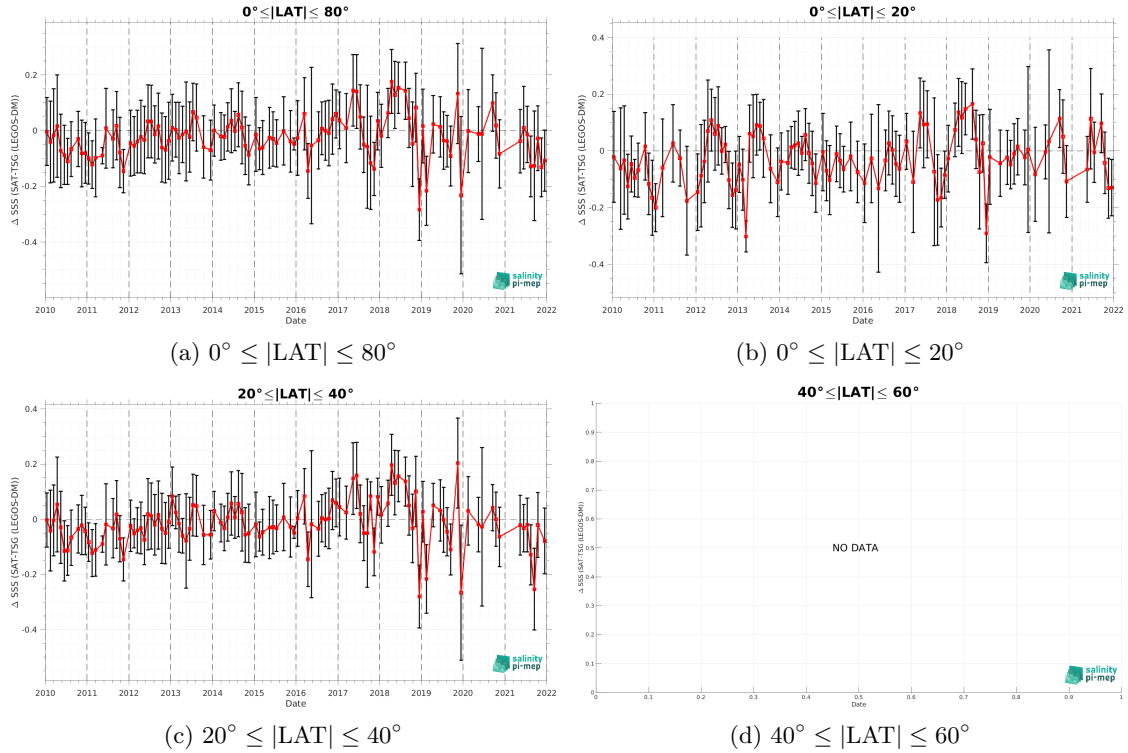 0°≤|LAT|≤ 80°
Δ SSS (SAT-TSG (LEGOS-DM))
0.2
0
-0.2
-0.4
2010 2011 2012 2013 2014 2015 2016 2017 2018 2019 2020 2021 2022
Date
salinity
pi-mep
(a) 0° ≤ |LAT| ≤ 80°
0°≤|LAT|≤ 20°
Δ SSS (SAT-TSG (LEGOS-DM))
0.4
0.2
0
-0.2
-0.4
2010 2011 2012 2013 2014 2015 2016 2017 2018 2019 2020 2021 2022
Date
salinity
pi-mep
(b) 0° ≤ |LAT| ≤ 20°
20°≤|LAT|≤ 40°
Δ SSS (SAT-TSG (LEGOS-DM))
0.4
0.2
0
-0.2
-0.4
2010 2011 2012 2013 2014 2015 2016 2017 2018 2019 2020 2021 2022
Date
salinity
pi-mep
(c) 20° ≤ |LAT| ≤ 40°
40°≤|LAT|≤ 60°
Δ SSS (SAT-TSG (LEGOS-DM))
1
0.9
0.8
0.7
0.6
0.5
0.4
0.3
0.2
0.1
0
NO DATA
0 0.1 0.2 0.3 0.4 0.5 0.6 0.7 0.8 0.9 1
Date
salinity
pi-mep
(d) 40° ≤ |LAT| ≤ 60°